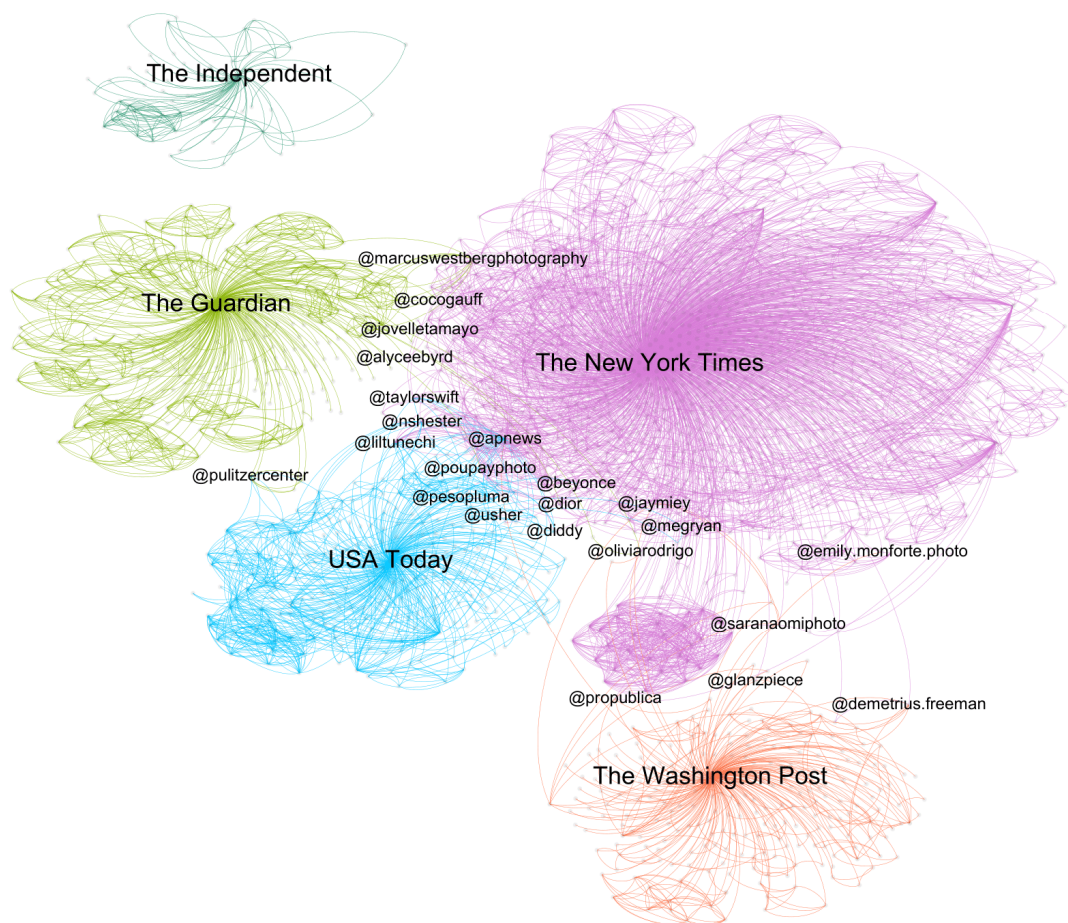 The Independent
@marcuswestbergphotography
The Guardian
@cocogauff
@jovelletamayo
@alyceebyrd
The New York Times
@taylorswift
@nshester
@liltunechi
@apnews
@pulitzercenter
@poupayphoto
@beyonce
@pesopluma
@dior
@jaymiey
@usher
@diddy
@megryan
USA Today
@oliviarodrigo
@emily.monforte.photo
@saranaomiphoto
@glanzpiece
@propublica
@demetrius.freeman
The Washington Post